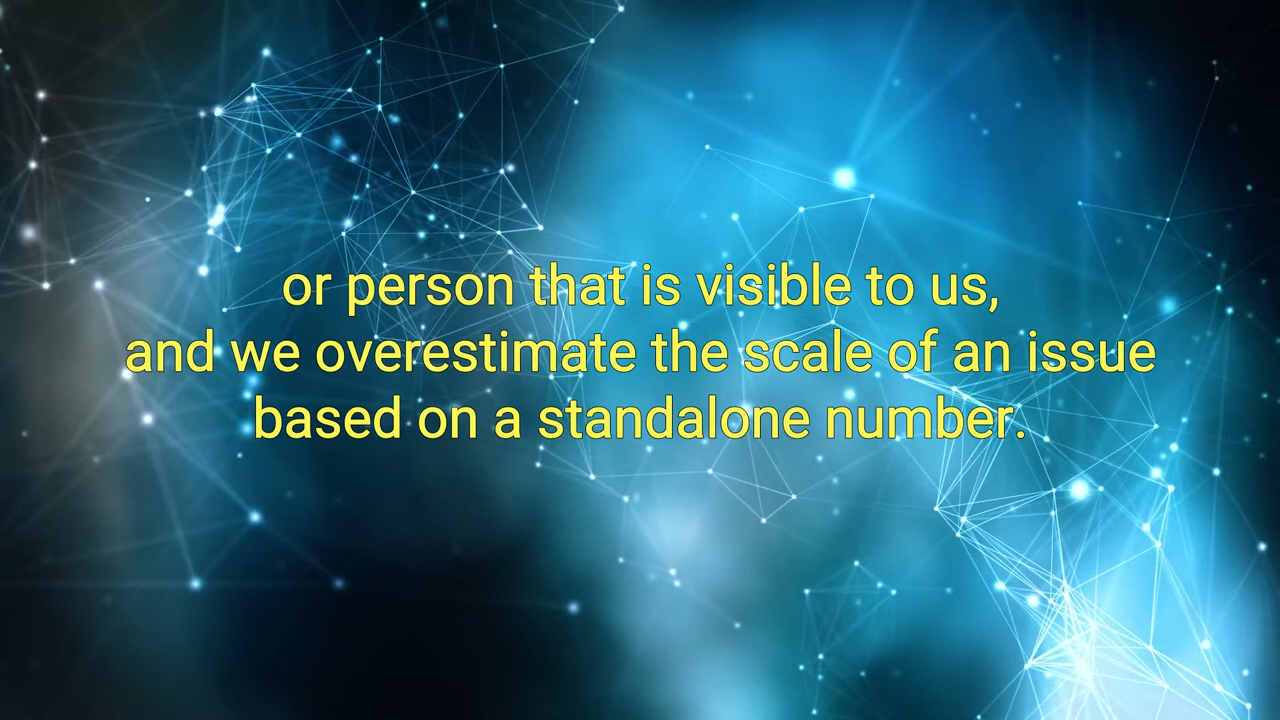 or person that is visible to us,
and we overestimate the scale of an issue
based on a standalone number.